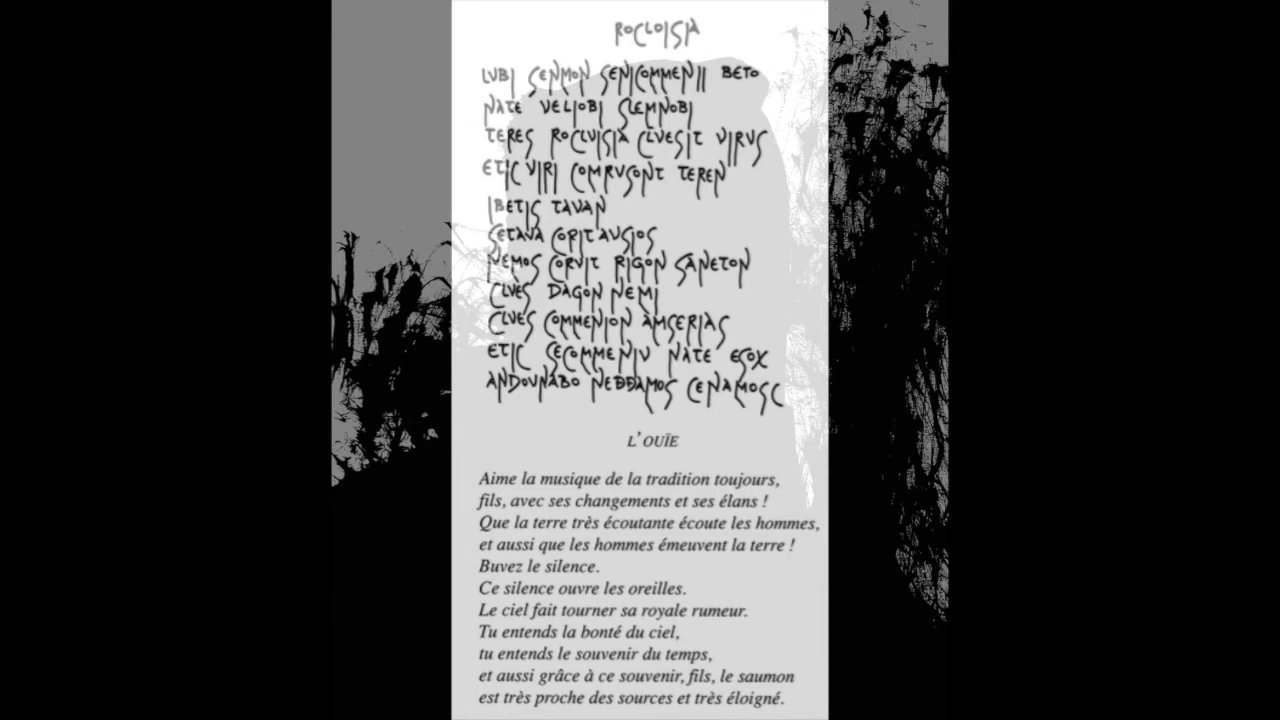 ROCLOISIA
LUBI SENMON SENICOMMENII BETO
NATE VELIOBI SLEMNOBI
TERES ROCLUISIA CLUESIT VIRUS
ETIC VIRI COMRUSONT TEREN
IBETIS TAVAN
SETAVA CORIT AUSIOS
NEMOS CORVIT RIGON SANETON
CLUES DAGON NEMI
CLUES COMMENION AMSERIAS
ETIC SECOMMENIU NATE ESOX
ANDOUNABO NEĐĐAMOS CENAMOSC
L'OUÏE
Aime la musique de la tradition toujours,
fils, avec ses changements et ses élans !
Que la terre très écoutante écoute les hommes,
et aussi que les hommes émeuvent la terre !
Buvez le silence.
Ce silence ouvre les oreilles.
Le ciel fait tourner sa royale rumeur.
Tu entends la bonté du ciel,
tu entends le souvenir du temps,
et aussi grâce à ce souvenir, fils, le saumon
est très proche des sources et très éloigné.